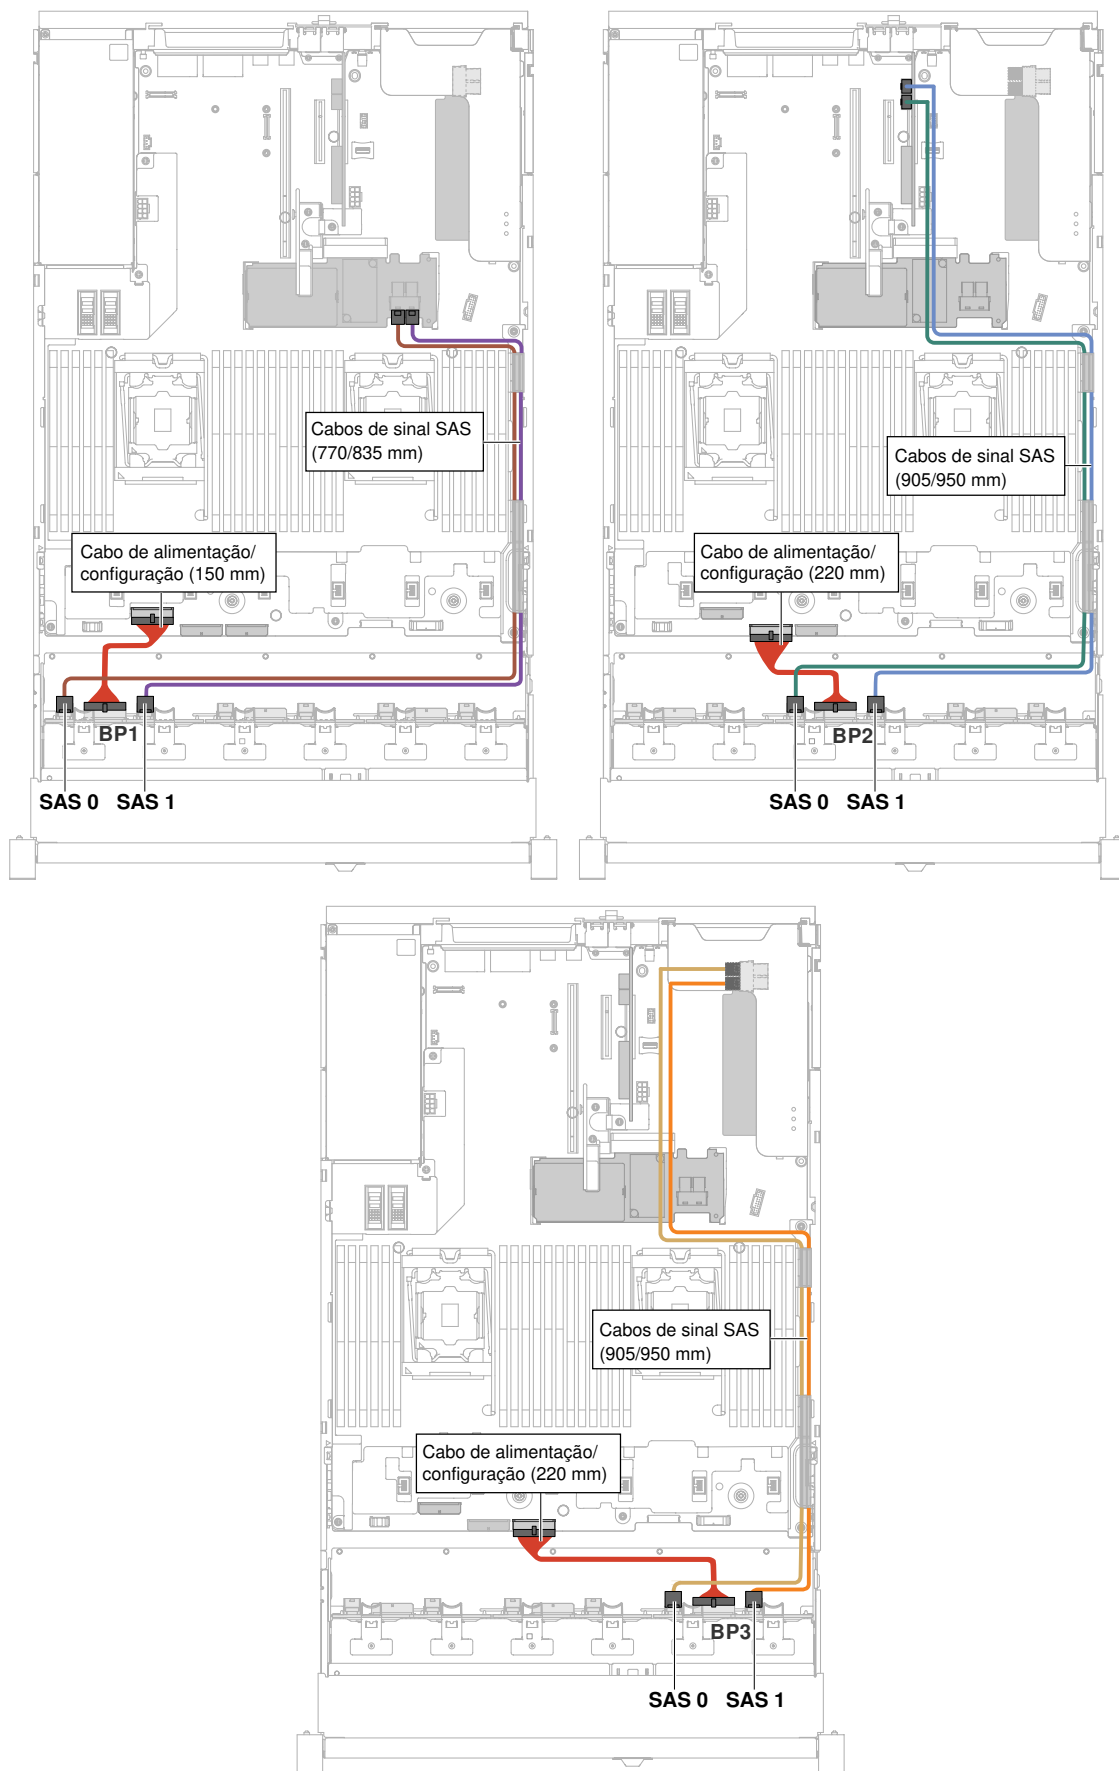 Cabos de sinal SAS
(770/835 mm)
Cabo de alimentação/
configuração (150 mm)
BP1
SAS 0 SAS 1
Cabos de sinal SAS
(905/950 mm)
Cabo de alimentação/
configuração (220 mm)
BP2
SAS 0 SAS 1
Cabos de sinal SAS
(905/950 mm)
Cabo de alimentação/
configuração (220 mm)
BP3
SAS 0 SAS 1